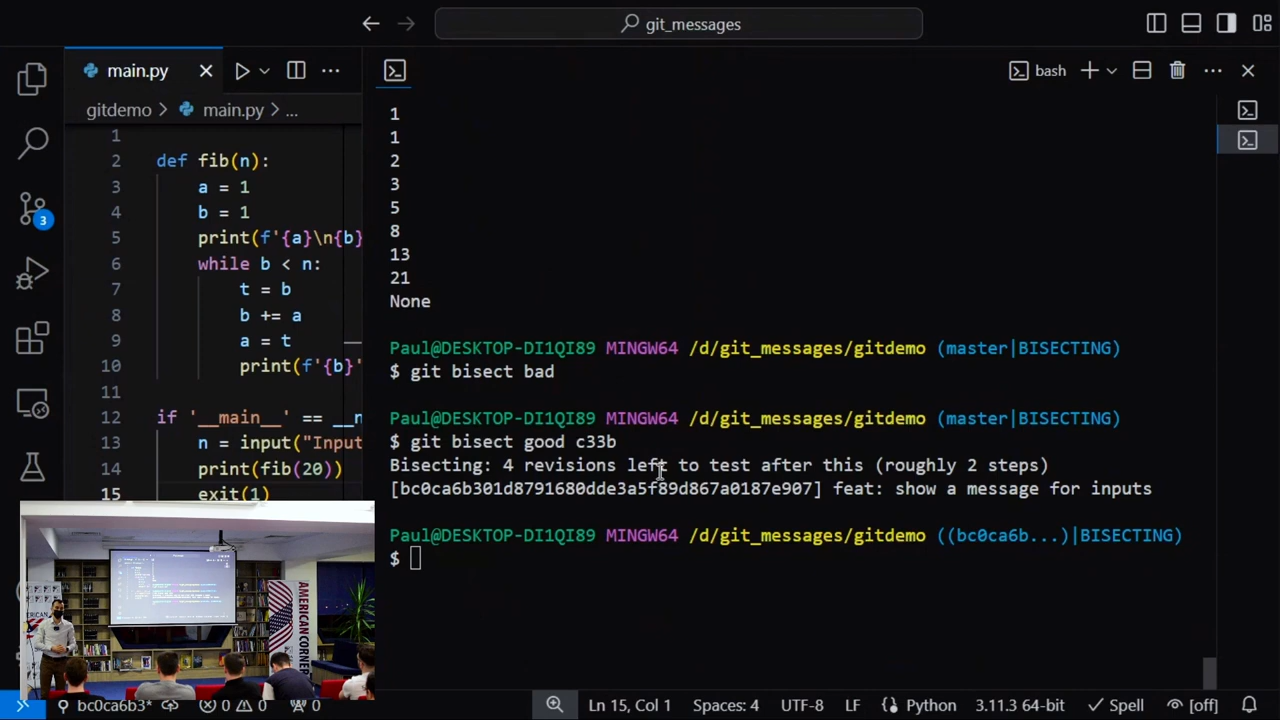 git_messages
main.py
bash
gitdemo > main.py > ...
1
2 def fib(n):
3 a = 1
4 b = 1
5 print(f'{a}\n{b}
6 while b < n:
7 t = b
8 b += a
9 a = t
10 print(f'{b}'
11
12 if '__main__' == __n
13 n = input("Input
14 print(fib(20))
15 exit(1)
3
1
1
2
3
5
8
13
21
None
Paul@DESKTOP-DI1QI89 MINGW64 /d/git_messages/gitdemo (master|BISECTING)
$ git bisect bad
Paul@DESKTOP-DI1QI89 MINGW64 /d/git_messages/gitdemo (master|BISECTING)
$ git bisect good c33b
Bisecting: 4 revisions left to test after this (roughly 2 steps)
[bc0ca6b301d8791680dde3a5f89d867a0187e907] feat: show a message for inputs
Paul@DESKTOP-DI1QI89 MINGW64 /d/git_messages/gitdemo ((bc0ca6b...)|BISECTING)
$
AMERICAN CORNER
bc0ca6b3* 0 0 0 Ln 15, Col 1 Spaces: 4 UTF-8 LF Python 3.11.3 64-bit Spell [off]